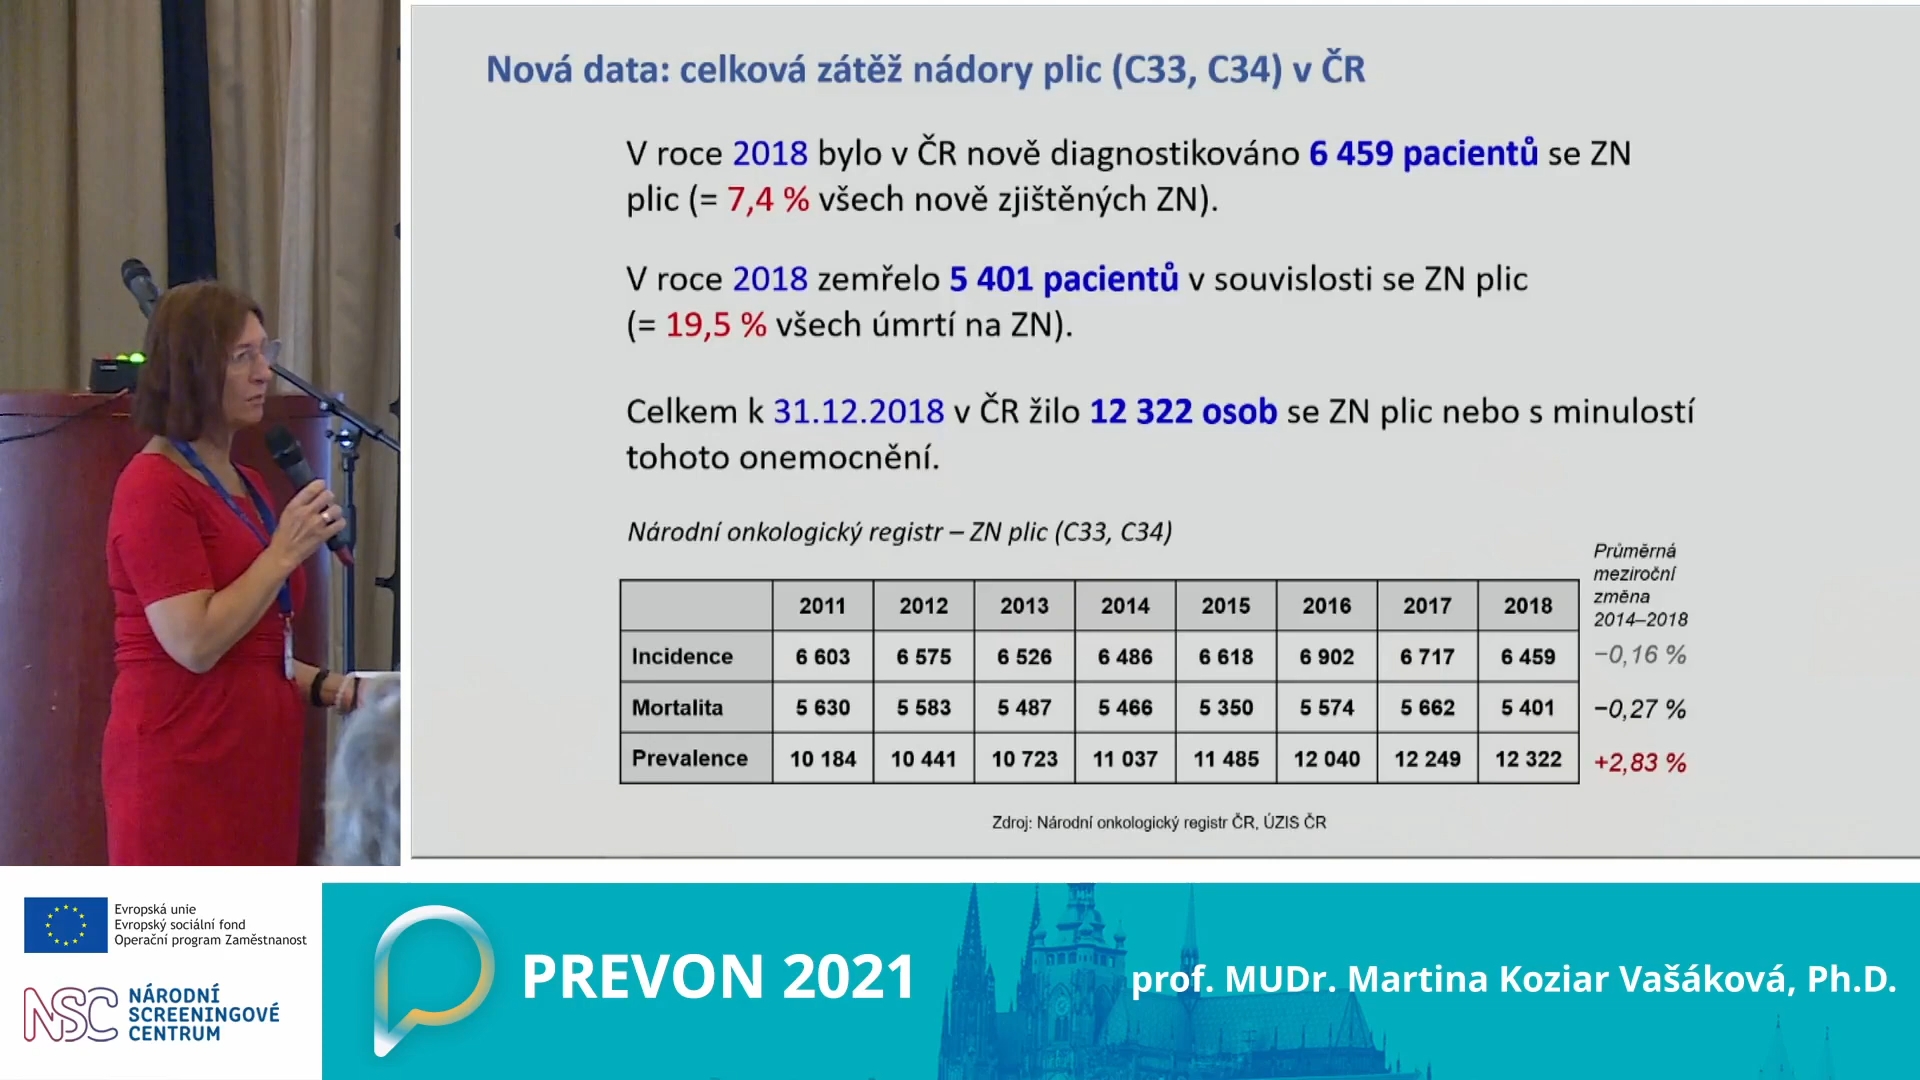 Nová data: celková zátěž nádory plic (C33, C34) v ČR
V roce 2018 bylo v ČR nově diagnostikováno 6 459 pacientů se ZN
plic (= 7,4 % všech nově zjištěných ZN).
V roce 2018 zemřelo 5 401 pacientů v souvislosti se ZN plic
(= 19,5 % všech úmrtí na ZN).
Celkem k 31.12.2018 v ČR žilo 12 322 osob se ZN plic nebo s minulostí
tohoto onemocnění.
Národní onkologický registr – ZN plic (C33, C34)
Průměrná
meziroční
změna
2014–2018
2011 2012 2013 2014 2015 2016 2017 2018
Incidence 6 603 6 575 6 526 6 486 6 618 6 902 6 717 6 459 −0,16 %
Mortalita 5 630 5 583 5 487 5 466 5 350 5 574 5 662 5 401 −0,27 %
Prevalence 10 184 10 441 10 723 11 037 11 485 12 040 12 249 12 322 +2,83 %
Zdroj: Národní onkologický registr ČR, ÚZIS ČR
Evropská unie
Evropský sociální fond
Operační program Zaměstnanost
NSC NÁRODNÍ
SCREENINGOVÉ
CENTRUM
PREVON 2021
prof. MUDr. Martina Koziar Vašáková, Ph.D.